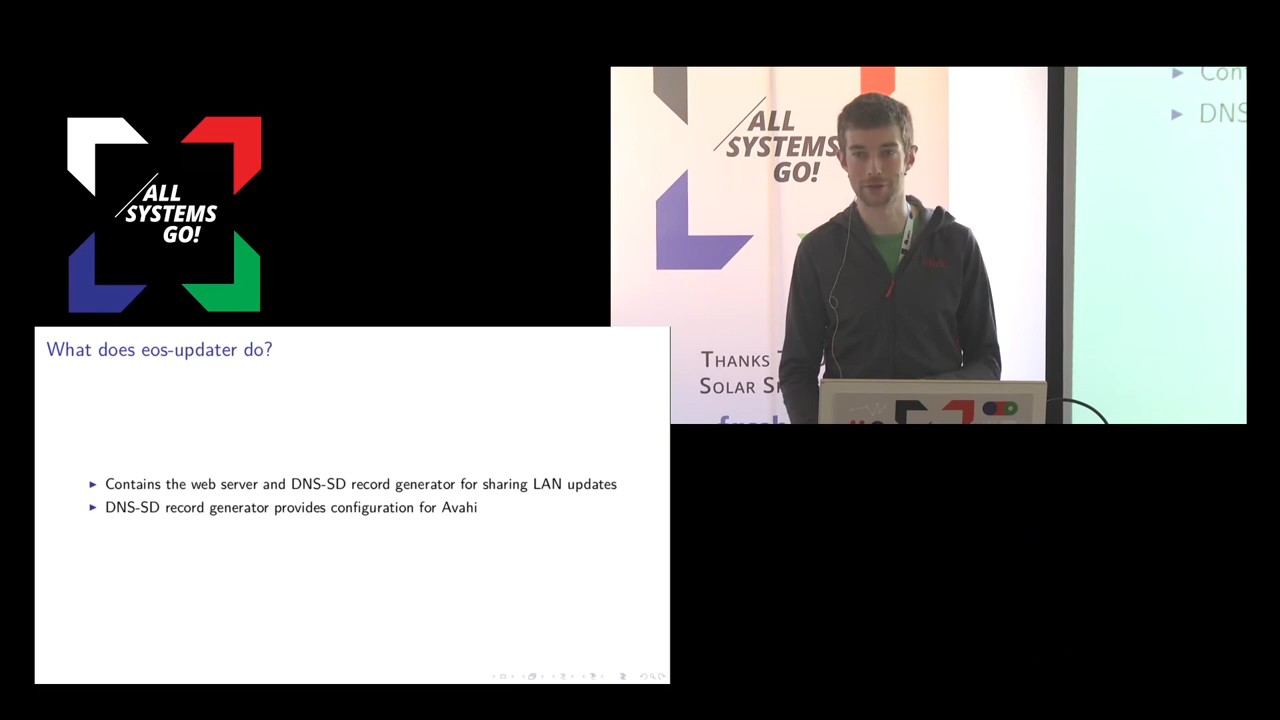 ALL
SYSTEMS
GO!
What does eos-updater do?
Contains the web server and DNS-SD record generator for sharing LAN updates
DNS-SD record generator provides configuration for Avahi
ALL
SYSTEMS
GO!
THANKS
SOLAR
Con
DNS